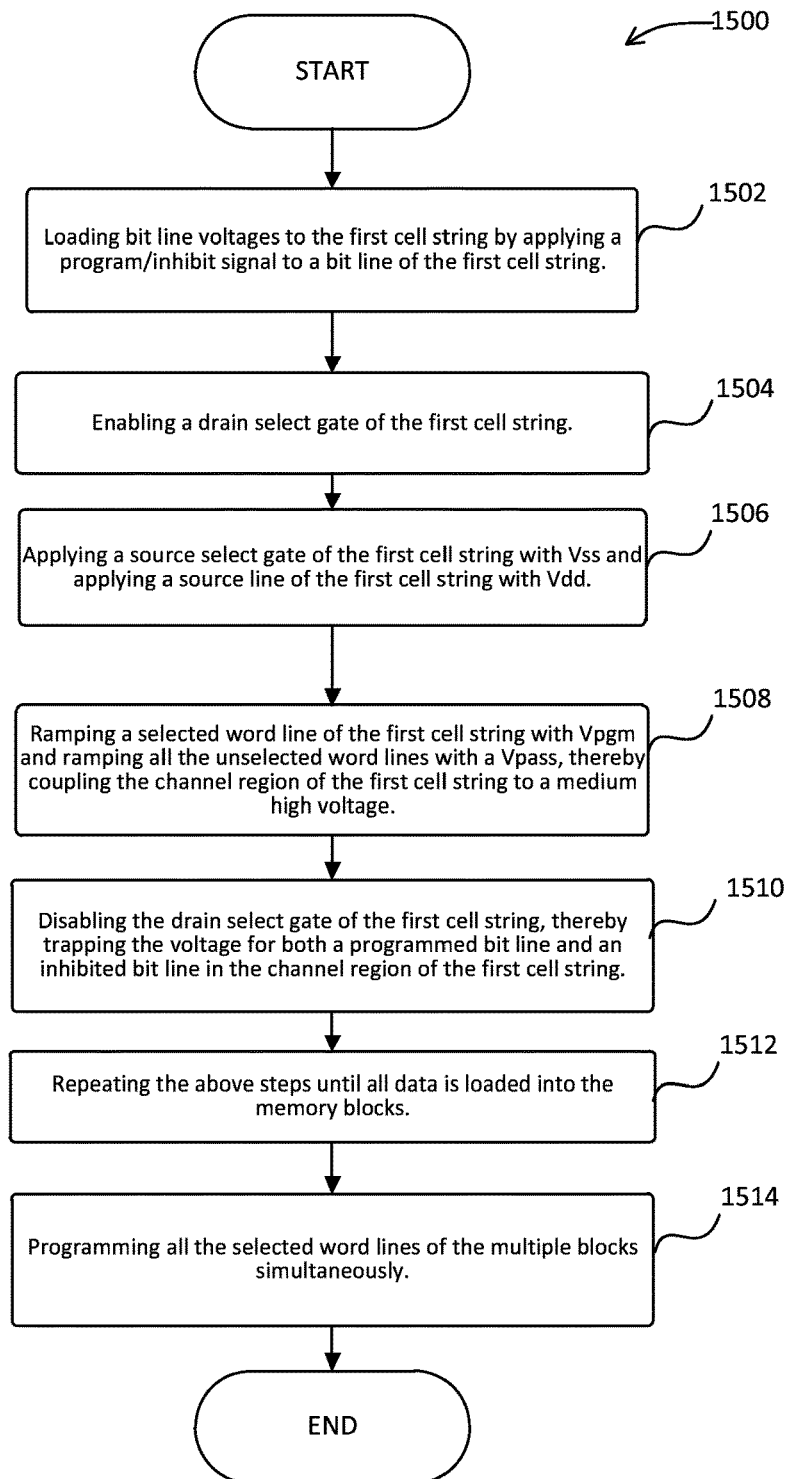 1500
START
1502
Loading bit line voltages to the first cell string by applying a
program/inhibit signal to a bit line of the first cell string.
1504
Enabling a drain select gate of the first cell string.
1506
Applying a source select gate of the first cell string with Vss and
applying a source line of the first cell string with Vdd.
1508
Ramping a selected word line of the first cell string with Vpgm
and ramping all the unselected word lines with a Vpass, thereby
coupling the channel region of the first cell string to a medium
high voltage.
1510
Disabling the drain select gate of the first cell string, thereby
trapping the voltage for both a programmed bit line and an
inhibited bit line in the channel region of the first cell string.
1512
Repeating the above steps until all data is loaded into the
memory blocks.
1514
Programming all the selected word lines of the multiple blocks
simultaneously.
END